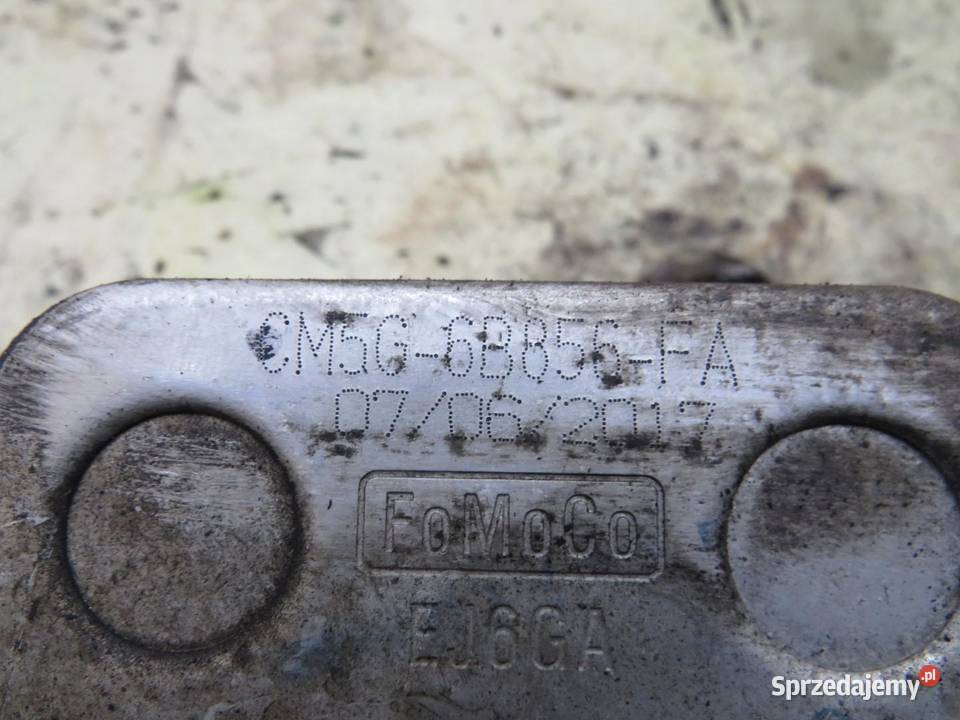 CM5G-6B856-FA
07/06/2017
FoMoCo
EJ6GA
Sprzedajemy.pl